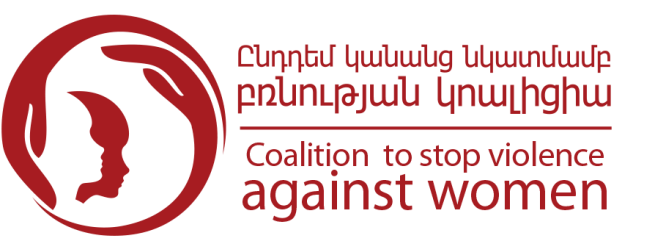 Ընդդեմ կանանց նկատմամբ
բռնության կոալիցիա
Coalition to stop violence
against women